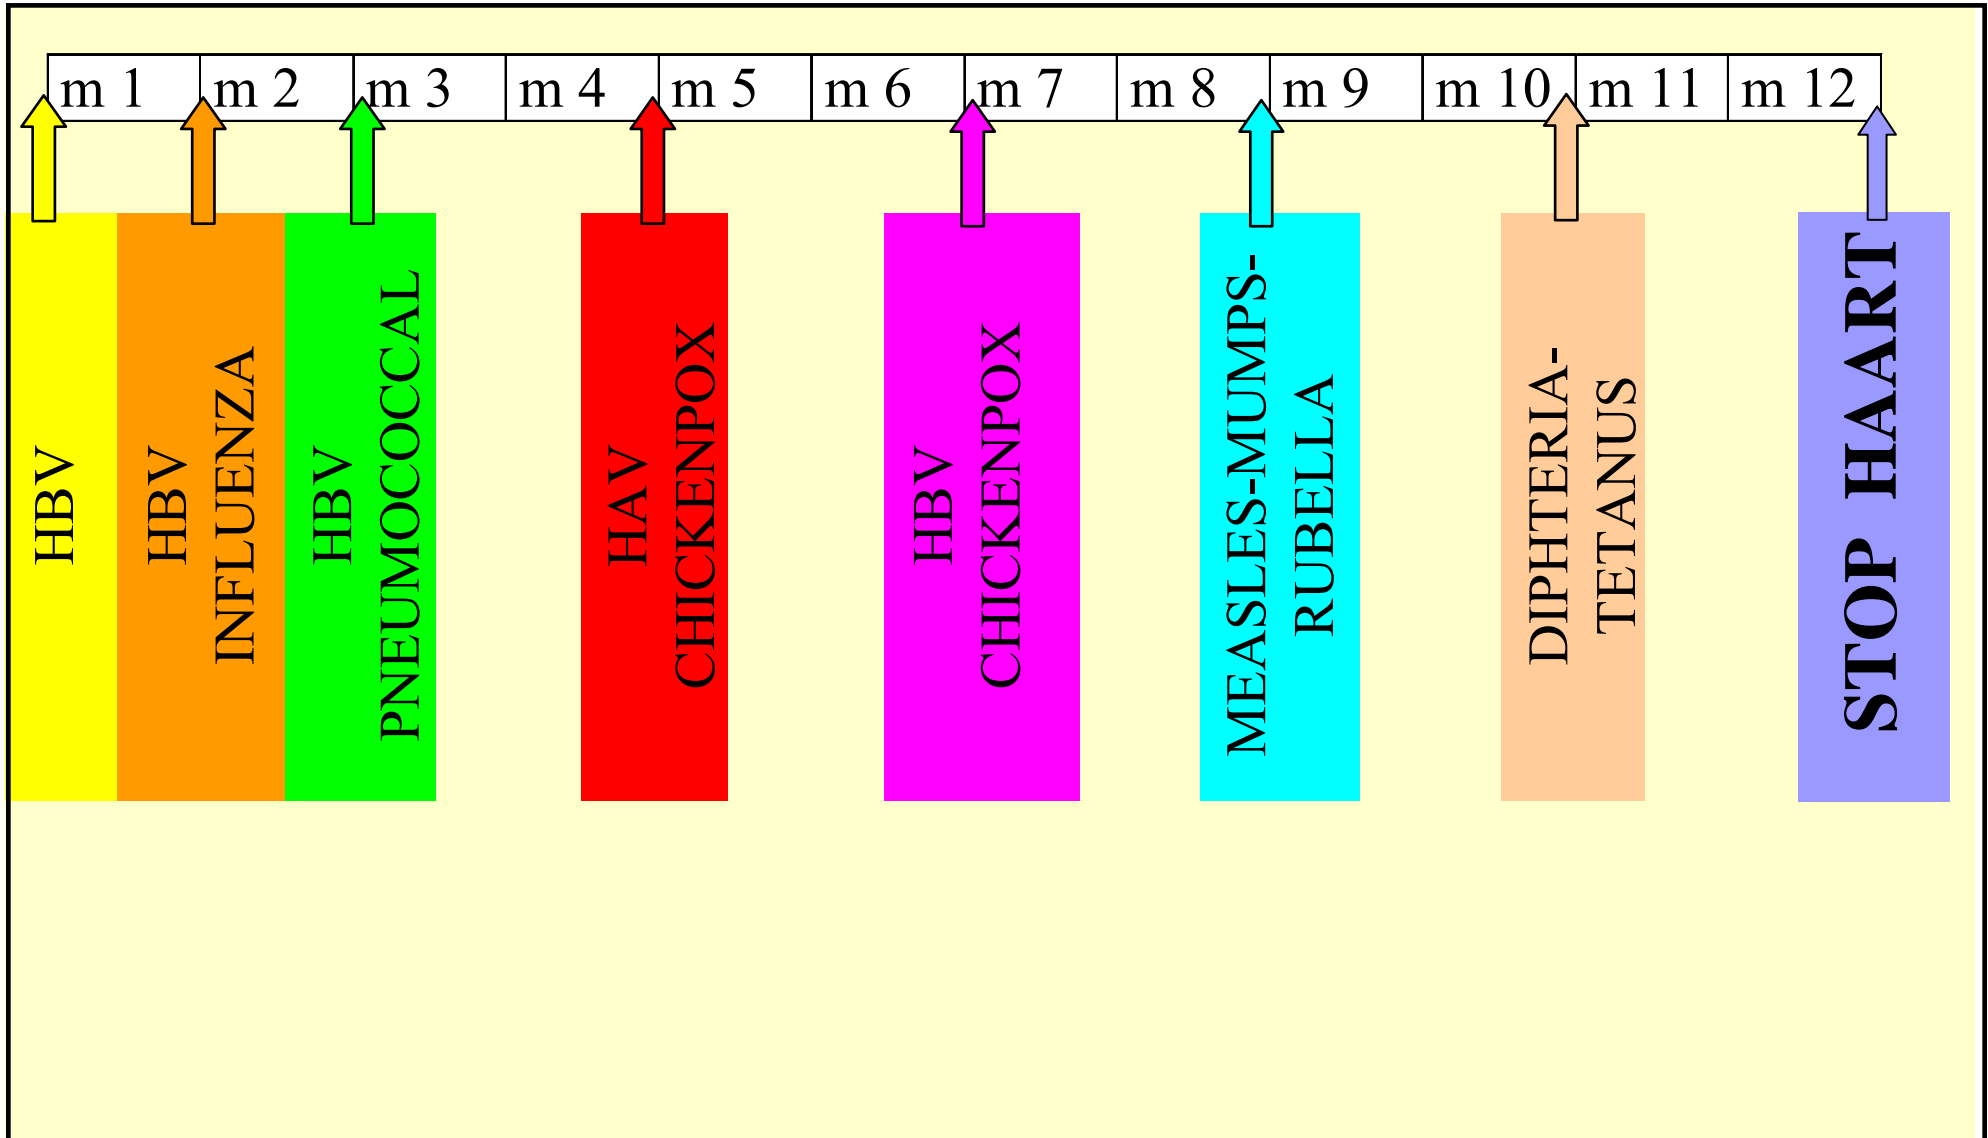 m 1 m 2 m 3 m 4 m 5 m 6 m 7 m 8 m 9 m 10 m 11 m 12
HBV
HBV
INFLUENZA
HBV
PNEUMOCOCCAL
HAV
CHICKENPOX
HBV
CHICKENPOX
MEASLES-MUMPS-
RUBELLA
DIPHTERIA-
TETANUS
STOP HAART